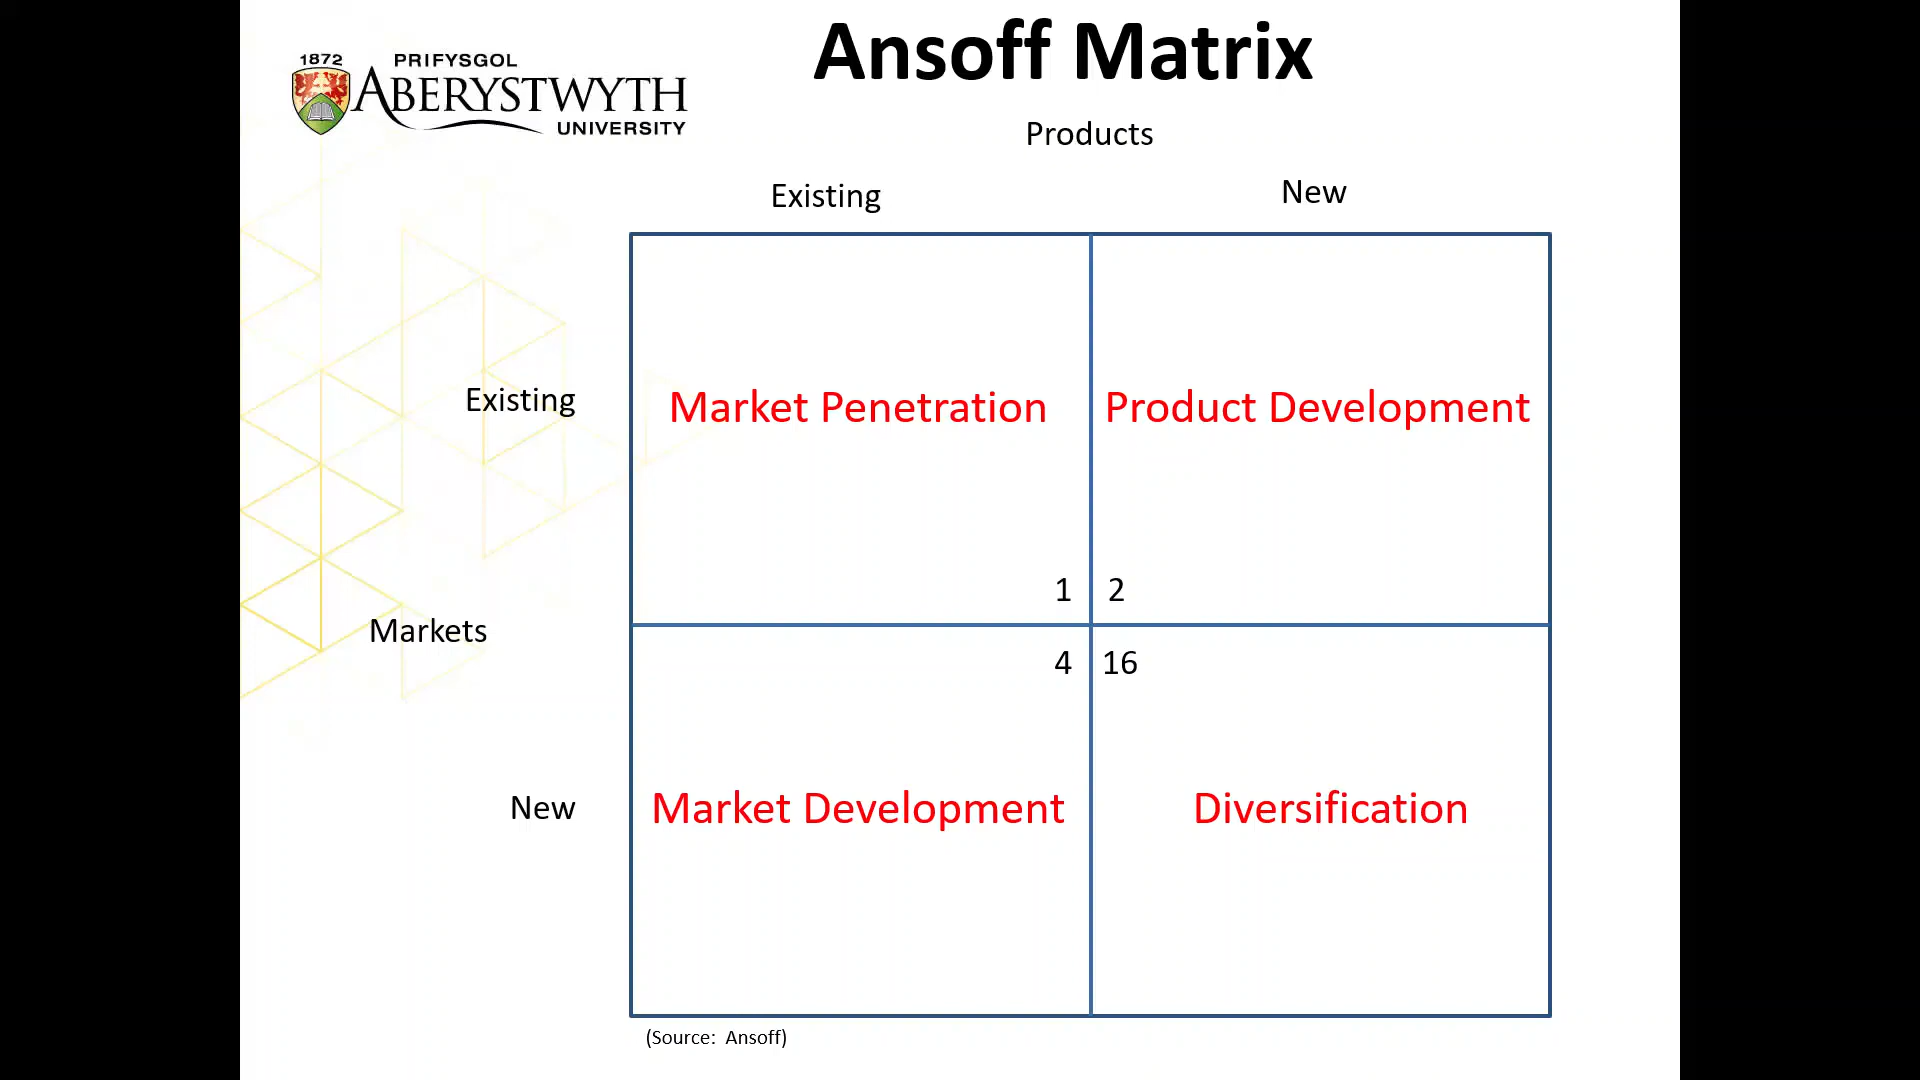 Ansoff Matrix
1872
PRIFYSGOL
ABERYSTWYTH
UNIVERSITY
Products
Existing
New
Existing
Market Penetration
Product Development
1
2
Markets
4
16
New
Market Development
Diversification
(Source: Ansoff)